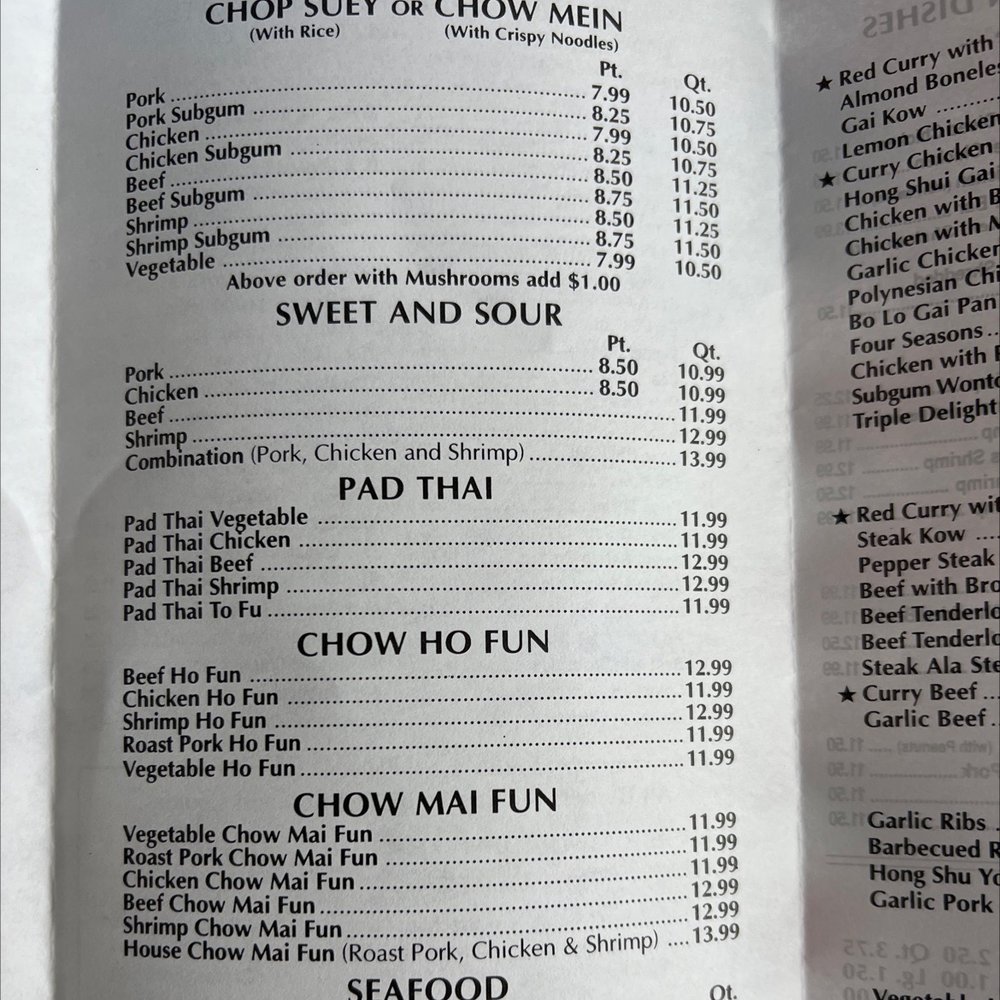 CHOP SUEY OR CHOW MEIN
(With Rice) (With Crispy Noodles)
Pt. Qt.
Pork 7.99 10.50
Pork Subgum 8.25 10.75
Chicken 7.99 10.50
Chicken Subgum 8.25 10.75
Beef 8.50 11.25
Beef Subgum 8.75 11.50
Shrimp 8.50 11.25
Shrimp Subgum 8.75 11.50
Vegetable 7.99 10.50
Above order with Mushrooms add $1.00
SWEET AND SOUR
Pt. Qt.
Pork 8.50 10.99
Chicken 8.50 10.99
Beef 11.99
Shrimp 12.99
Combination (Pork, Chicken and Shrimp) 13.99
PAD THAI
Pad Thai Vegetable 11.99
Pad Thai Chicken 11.99
Pad Thai Beef 12.99
Pad Thai Shrimp 12.99
Pad Thai To Fu 11.99
CHOW HO FUN
Beef Ho Fun 12.99
Chicken Ho Fun 11.99
Shrimp Ho Fun 12.99
Roast Pork Ho Fun 11.99
Vegetable Ho Fun 11.99
CHOW MAI FUN
Vegetable Chow Mai Fun 11.99
Roast Pork Chow Mai Fun 11.99
Chicken Chow Mai Fun 11.99
Beef Chow Mai Fun 12.99
Shrimp Chow Mai Fun 12.99
House Chow Mai Fun (Roast Pork, Chicken & Shrimp) 13.99
SEAFOOD
Qt.
★ Red Curry with
Almond Boneles
Gai Kow
Lemon Chicken
★ Curry Chicken
Hong Shui Gai
Chicken with B
Chicken with
Garlic Chicken
Polynesian Chi
Bo Lo Gai Pan
Four Seasons
Chicken with
Subgum Wonto
Triple Delight
★ Red Curry wit
Steak Kow
Pepper Steak
Beef with Bro
Beef Tenderlo
Beef Tenderlo
Steak Ala Ste
★ Curry Beef
Garlic Beef
Garlic Ribs
Barbecued R
Hong Shu Yo
Garlic Pork